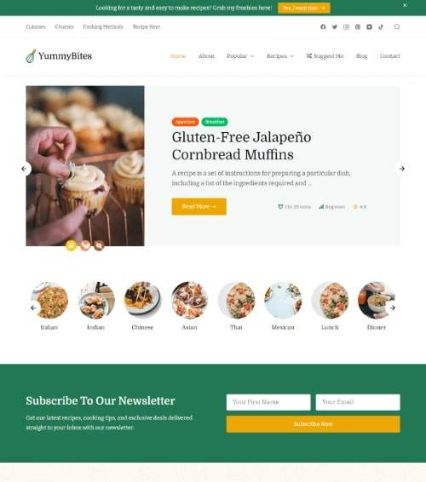 Looking for a tasty and easy to make recipes? Grab my freebies here!
Yes, I want this →
Cuisines Courses Cooking Methods Recipe Keys
YummyBites
Home About Popular Recipes Suggest Me Blog Contact
Appetizer Breakfast
Gluten-Free Jalapeño
Cornbread Muffins
A recipe is a set of instructions for preparing a particular dish,
including a list of the ingredients required and ...
Read More →
Beginner 4.8
Italian Indian Chinese Asian Thai Mexican Lunch Dinner
Subscribe To Our Newsletter
Get our latest recipes, cooking tips, and exclusive deals delivered
straight to your inbox with our newsletter.
Your First Name Your Email
Subscribe Now